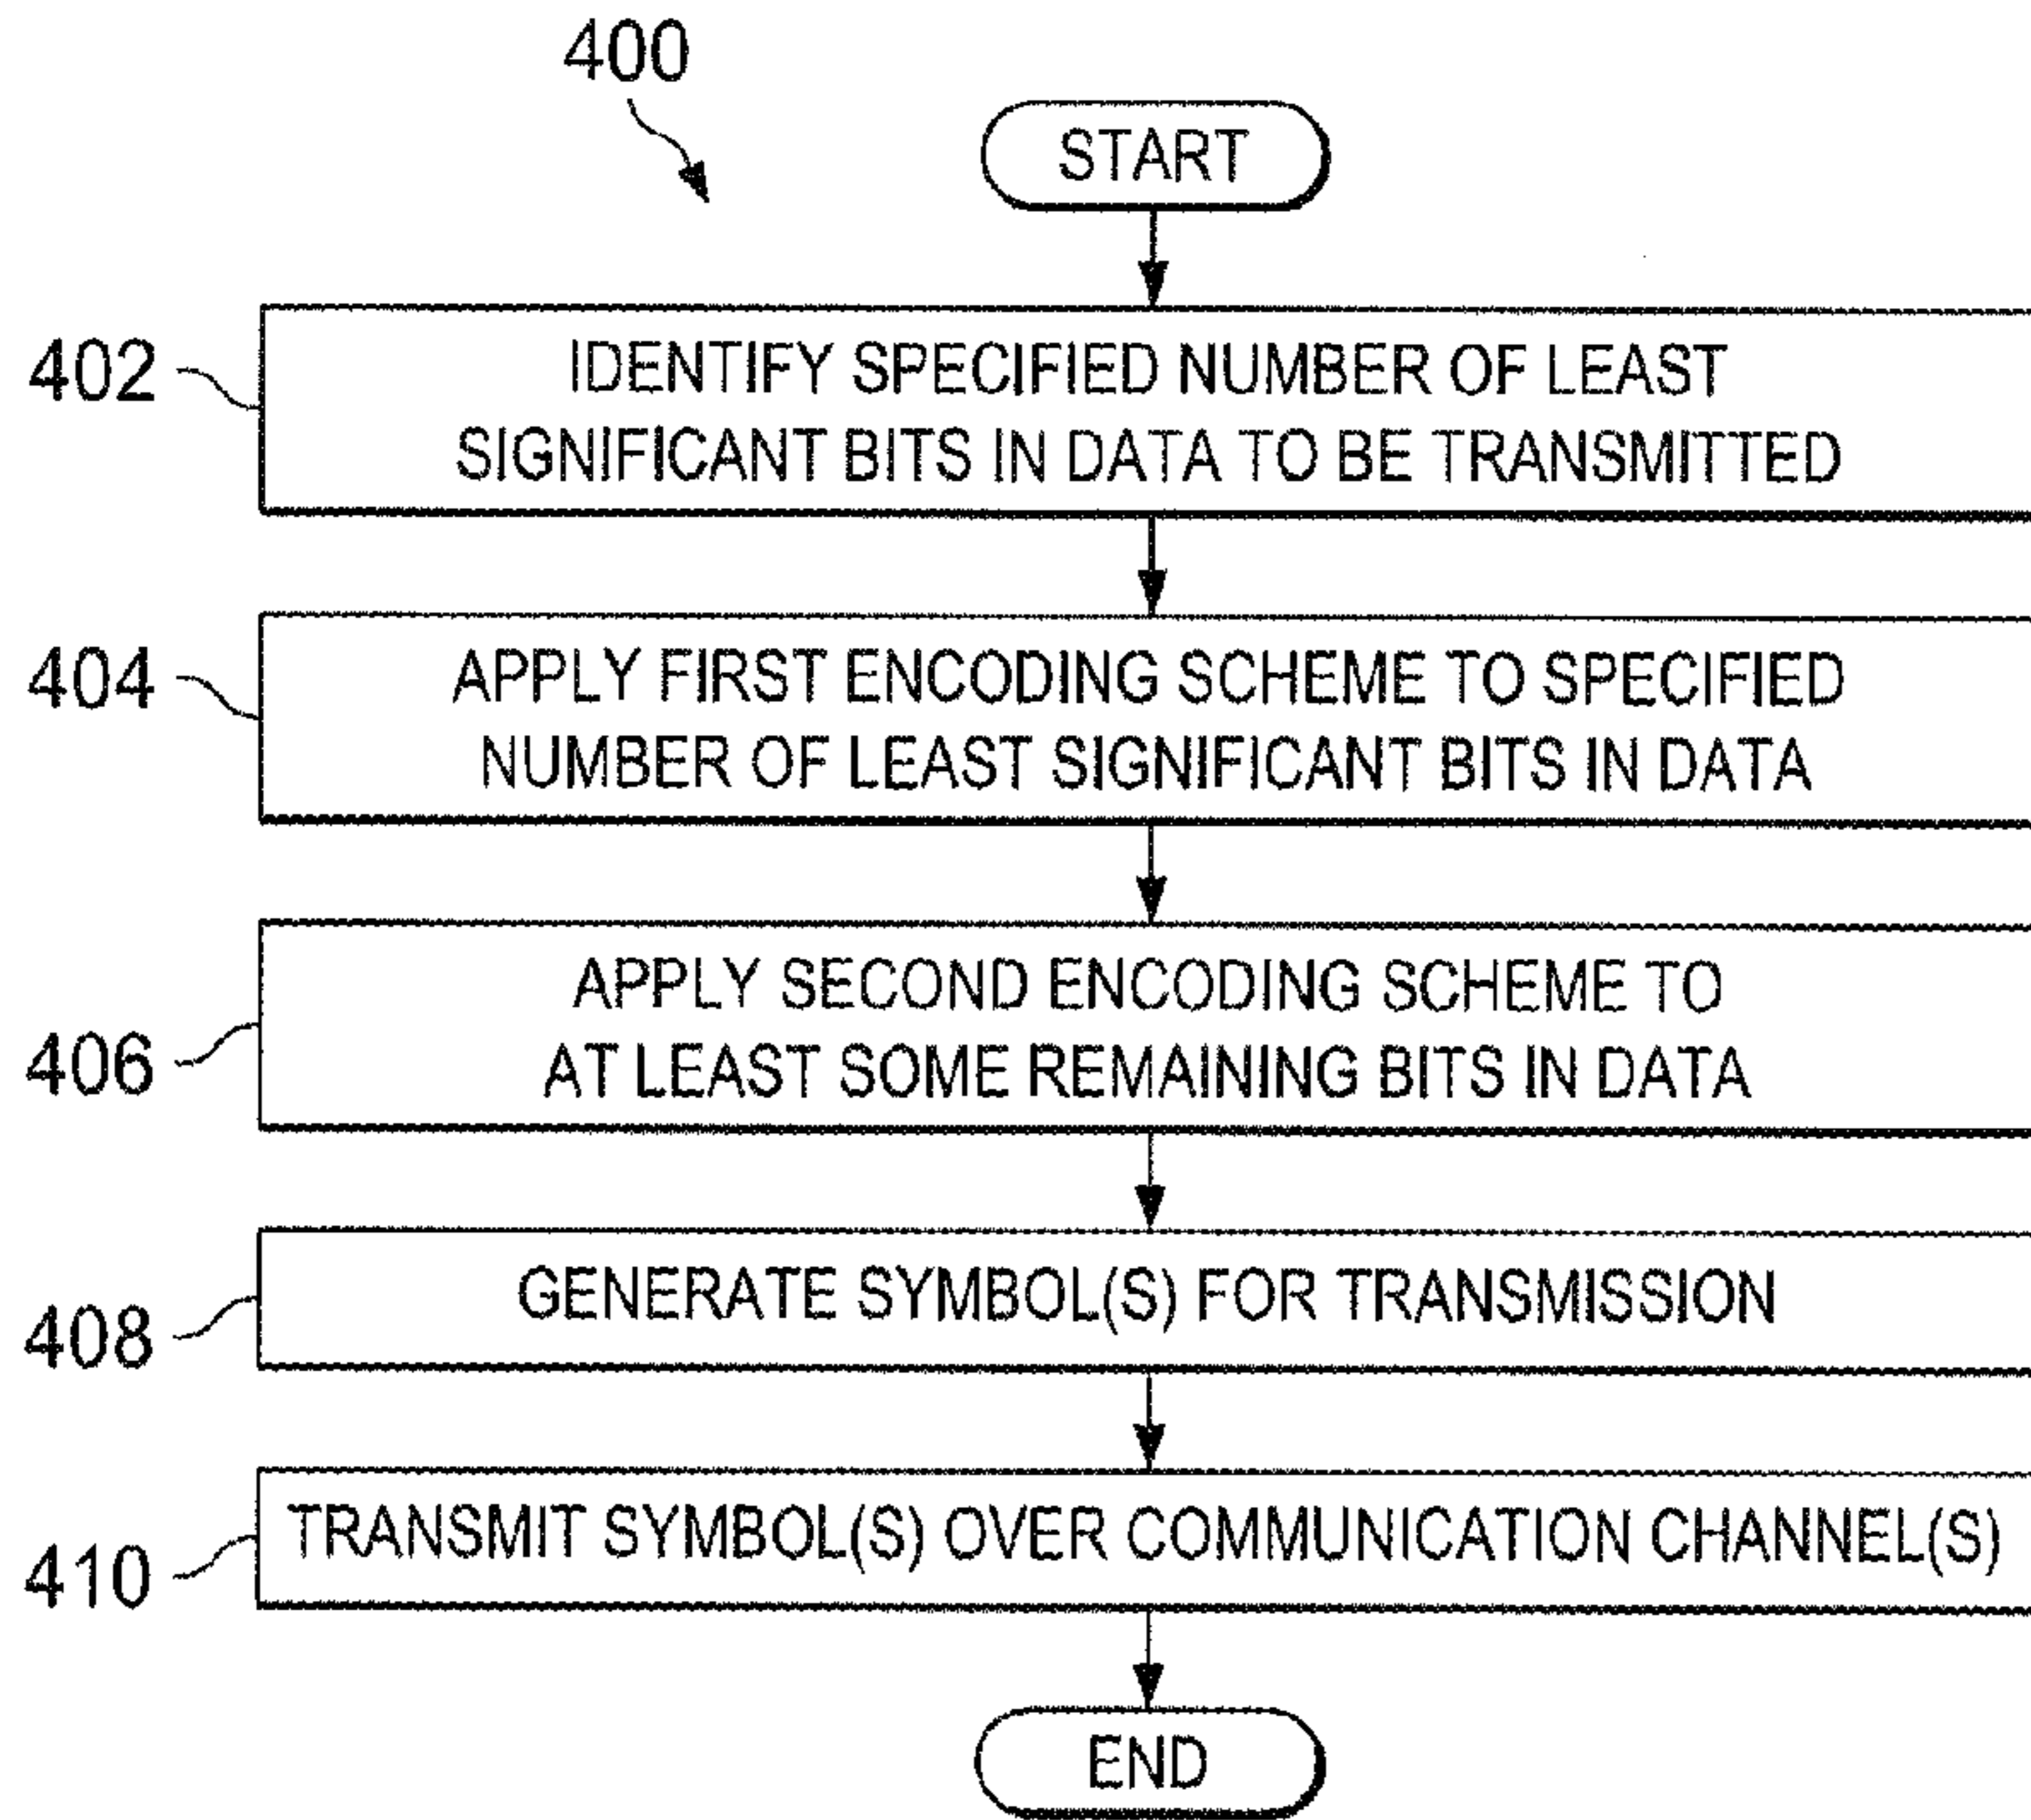 400
START
402
IDENTIFY SPECIFIED NUMBER OF LEAST
SIGNIFICANT BITS IN DATA TO BE TRANSMITTED
404
APPLY FIRST ENCODING SCHEME TO SPECIFIED
NUMBER OF LEAST SIGNIFICANT BITS IN DATA
406
APPLY SECOND ENCODING SCHEME TO
AT LEAST SOME REMAINING BITS IN DATA
408
GENERATE SYMBOL(S) FOR TRANSMISSION
410
TRANSMIT SYMBOL(S) OVER COMMUNICATION CHANNEL(S)
END